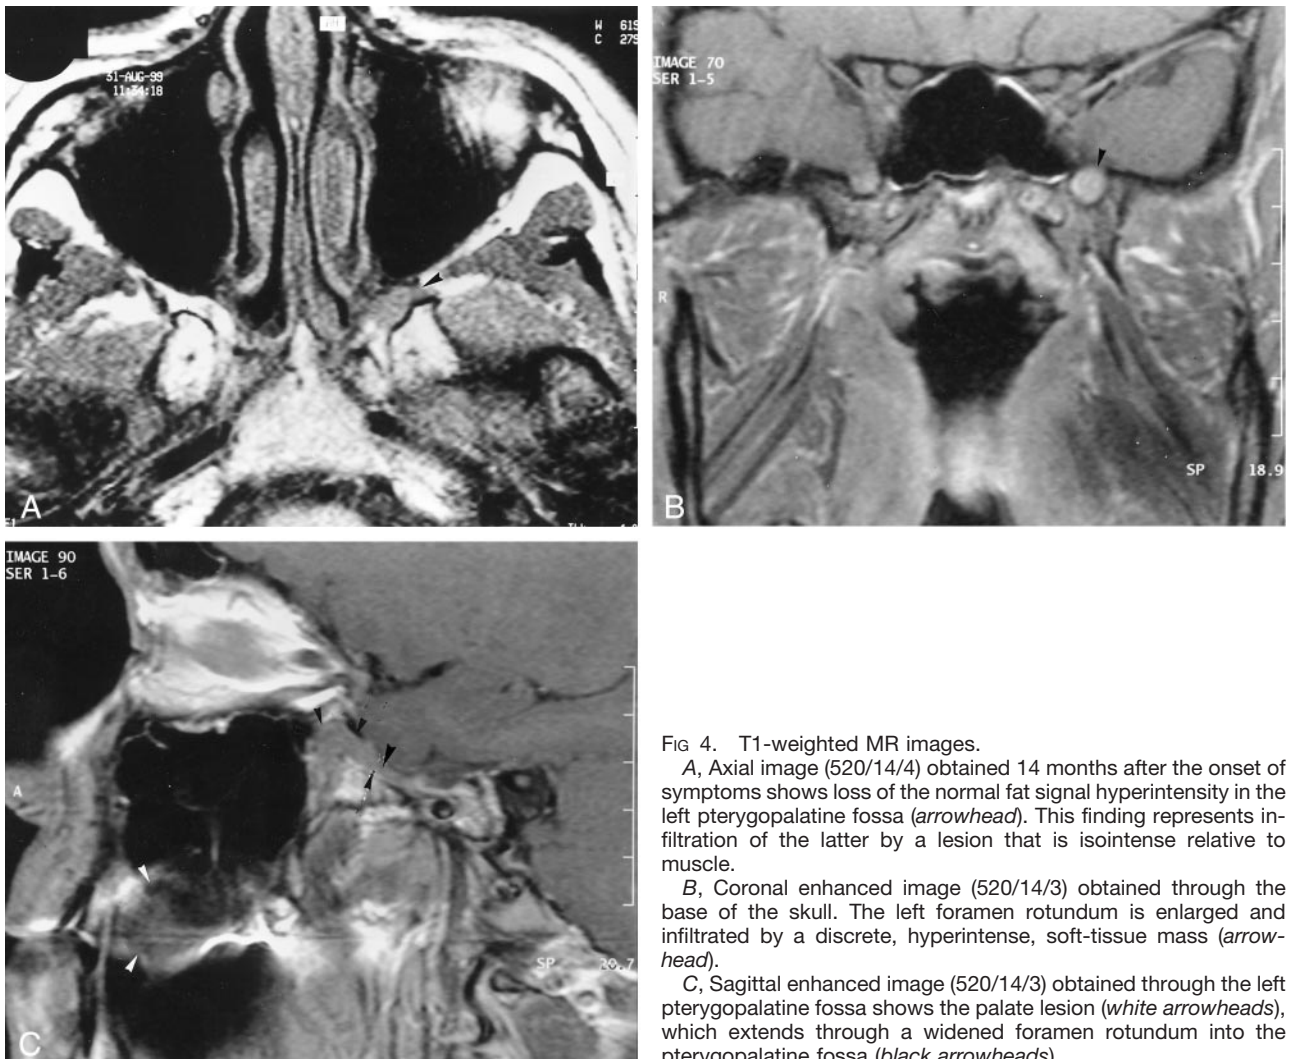 W 619
C 279
31-AUG-99
11:34:18
A
IMAGE 70
SER 1-5
R
SP 18.9
B
IMAGE 90
SER 1-6
A
SP 20.7
C
FIG 4. T1-weighted MR images.
A, Axial image (520/14/4) obtained 14 months after the onset of
symptoms shows loss of the normal fat signal hyperintensity in the
left pterygopalatine fossa (arrowhead). This finding represents in-
filtration of the latter by a lesion that is isointense relative to
muscle.
B, Coronal enhanced image (520/14/3) obtained through the
base of the skull. The left foramen rotundum is enlarged and
infiltrated by a discrete, hyperintense, soft-tissue mass (arrow-
head).
C, Sagittal enhanced image (520/14/3) obtained through the left
pterygopalatine fossa shows the palate lesion (white arrowheads),
which extends through a widened foramen rotundum into the
pterygopalatine fossa (black arrowheads).